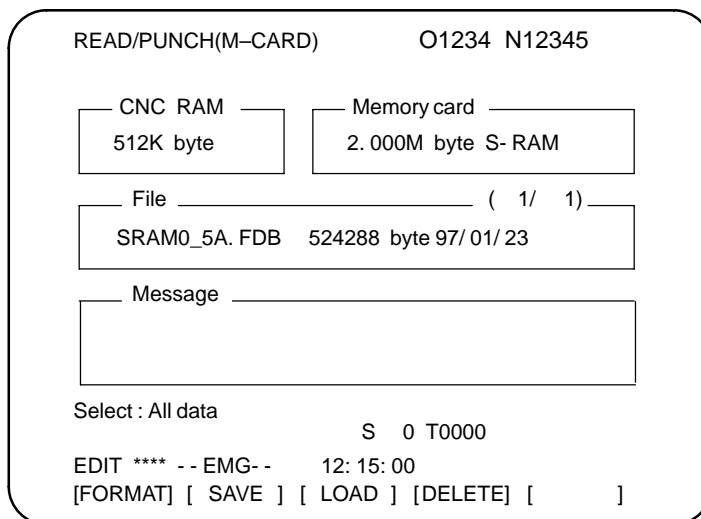 READ/PUNCH(M–CARD) O1234 N12345
CNC RAM Memory card
512K byte 2. 000M byte S- RAM
File ( 1/ 1)
SRAM0_5A. FDB 524288 byte 97/ 01/ 23
Message
Select : All data
S 0 T0000
EDIT **** - - EMG- - 12: 15: 00
[FORMAT] [ SAVE ] [ LOAD ] [DELETE] [ ]